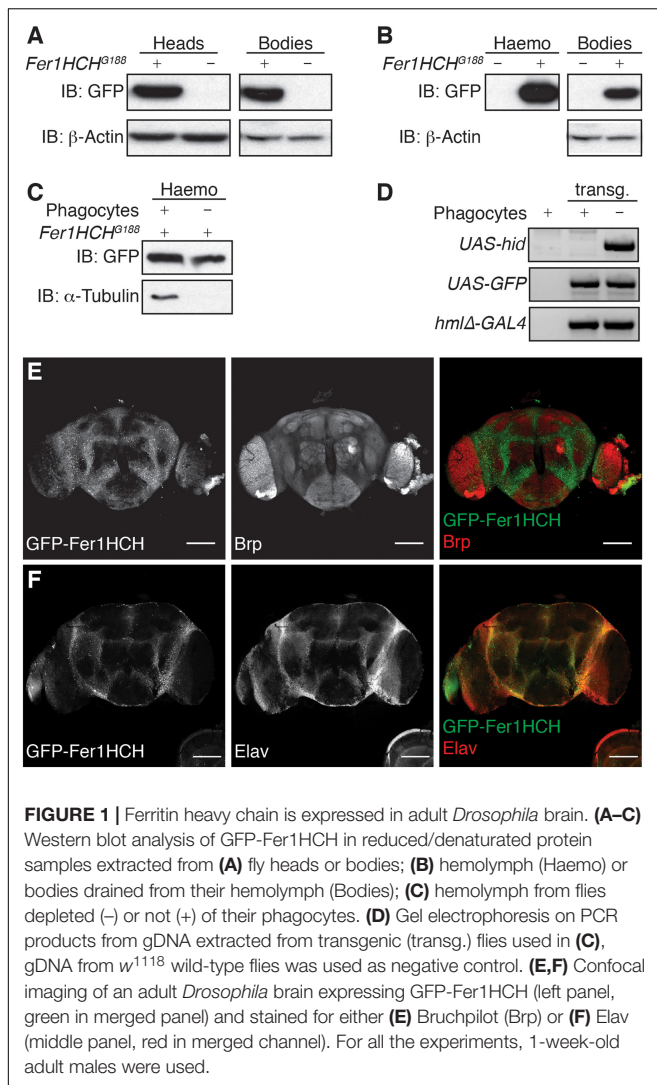 A
Heads Bodies
Fer1HCH^G188 + − + −
IB: GFP
IB: β-Actin
B
Haemo Bodies
Fer1HCH^G188 − + − +
IB: GFP
IB: β-Actin
C
Haemo
Phagocytes + −
Fer1HCH^G188 + +
IB: GFP
IB: α-Tubulin
D
transg.
Phagocytes + + −
UAS-hid
UAS-GFP
hmlΔ-GAL4
E
GFP-Fer1HCH
Brp
GFP-Fer1HCH
Brp
F
GFP-Fer1HCH
Elav
GFP-Fer1HCH
Elav
FIGURE 1 | Ferritin heavy chain is expressed in adult Drosophila brain. (A–C)
Western blot analysis of GFP-Fer1HCH in reduced/denaturated protein
samples extracted from (A) fly heads or bodies; (B) hemolymph (Haemo) or
bodies drained from their hemolymph (Bodies); (C) hemolymph from flies
depleted (–) or not (+) of their phagocytes. (D) Gel electrophoresis on PCR
products from gDNA extracted from transgenic (transg.) flies used in (C),
gDNA from w^1118 wild-type flies was used as negative control. (E,F) Confocal
imaging of an adult Drosophila brain expressing GFP-Fer1HCH (left panel,
green in merged panel) and stained for either (E) Bruchpilot (Brp) or (F) Elav
(middle panel, red in merged channel). For all the experiments, 1-week-old
adult males were used.